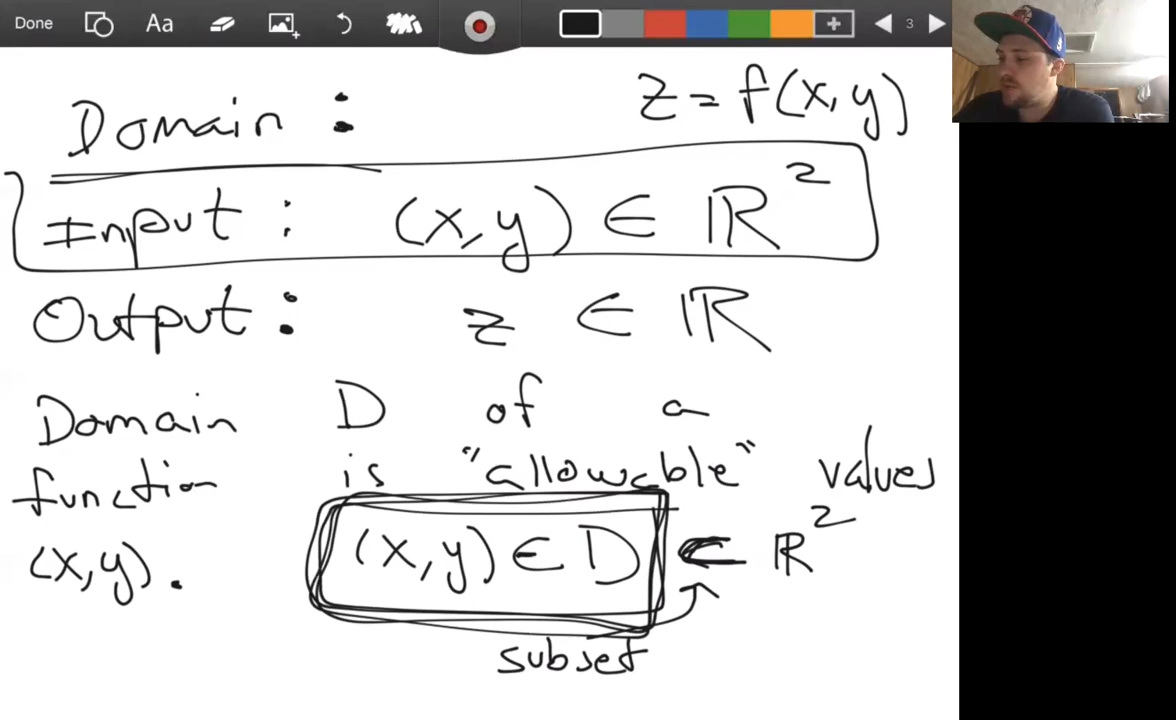 Done Aa 3
Domain : z = f(x,y)
Input : (x,y) ∈ ℝ²
Output : z ∈ ℝ
Domain D of a
function is "allowable" values
(x,y). (x,y) ∈ D ⊂ ℝ²
subset